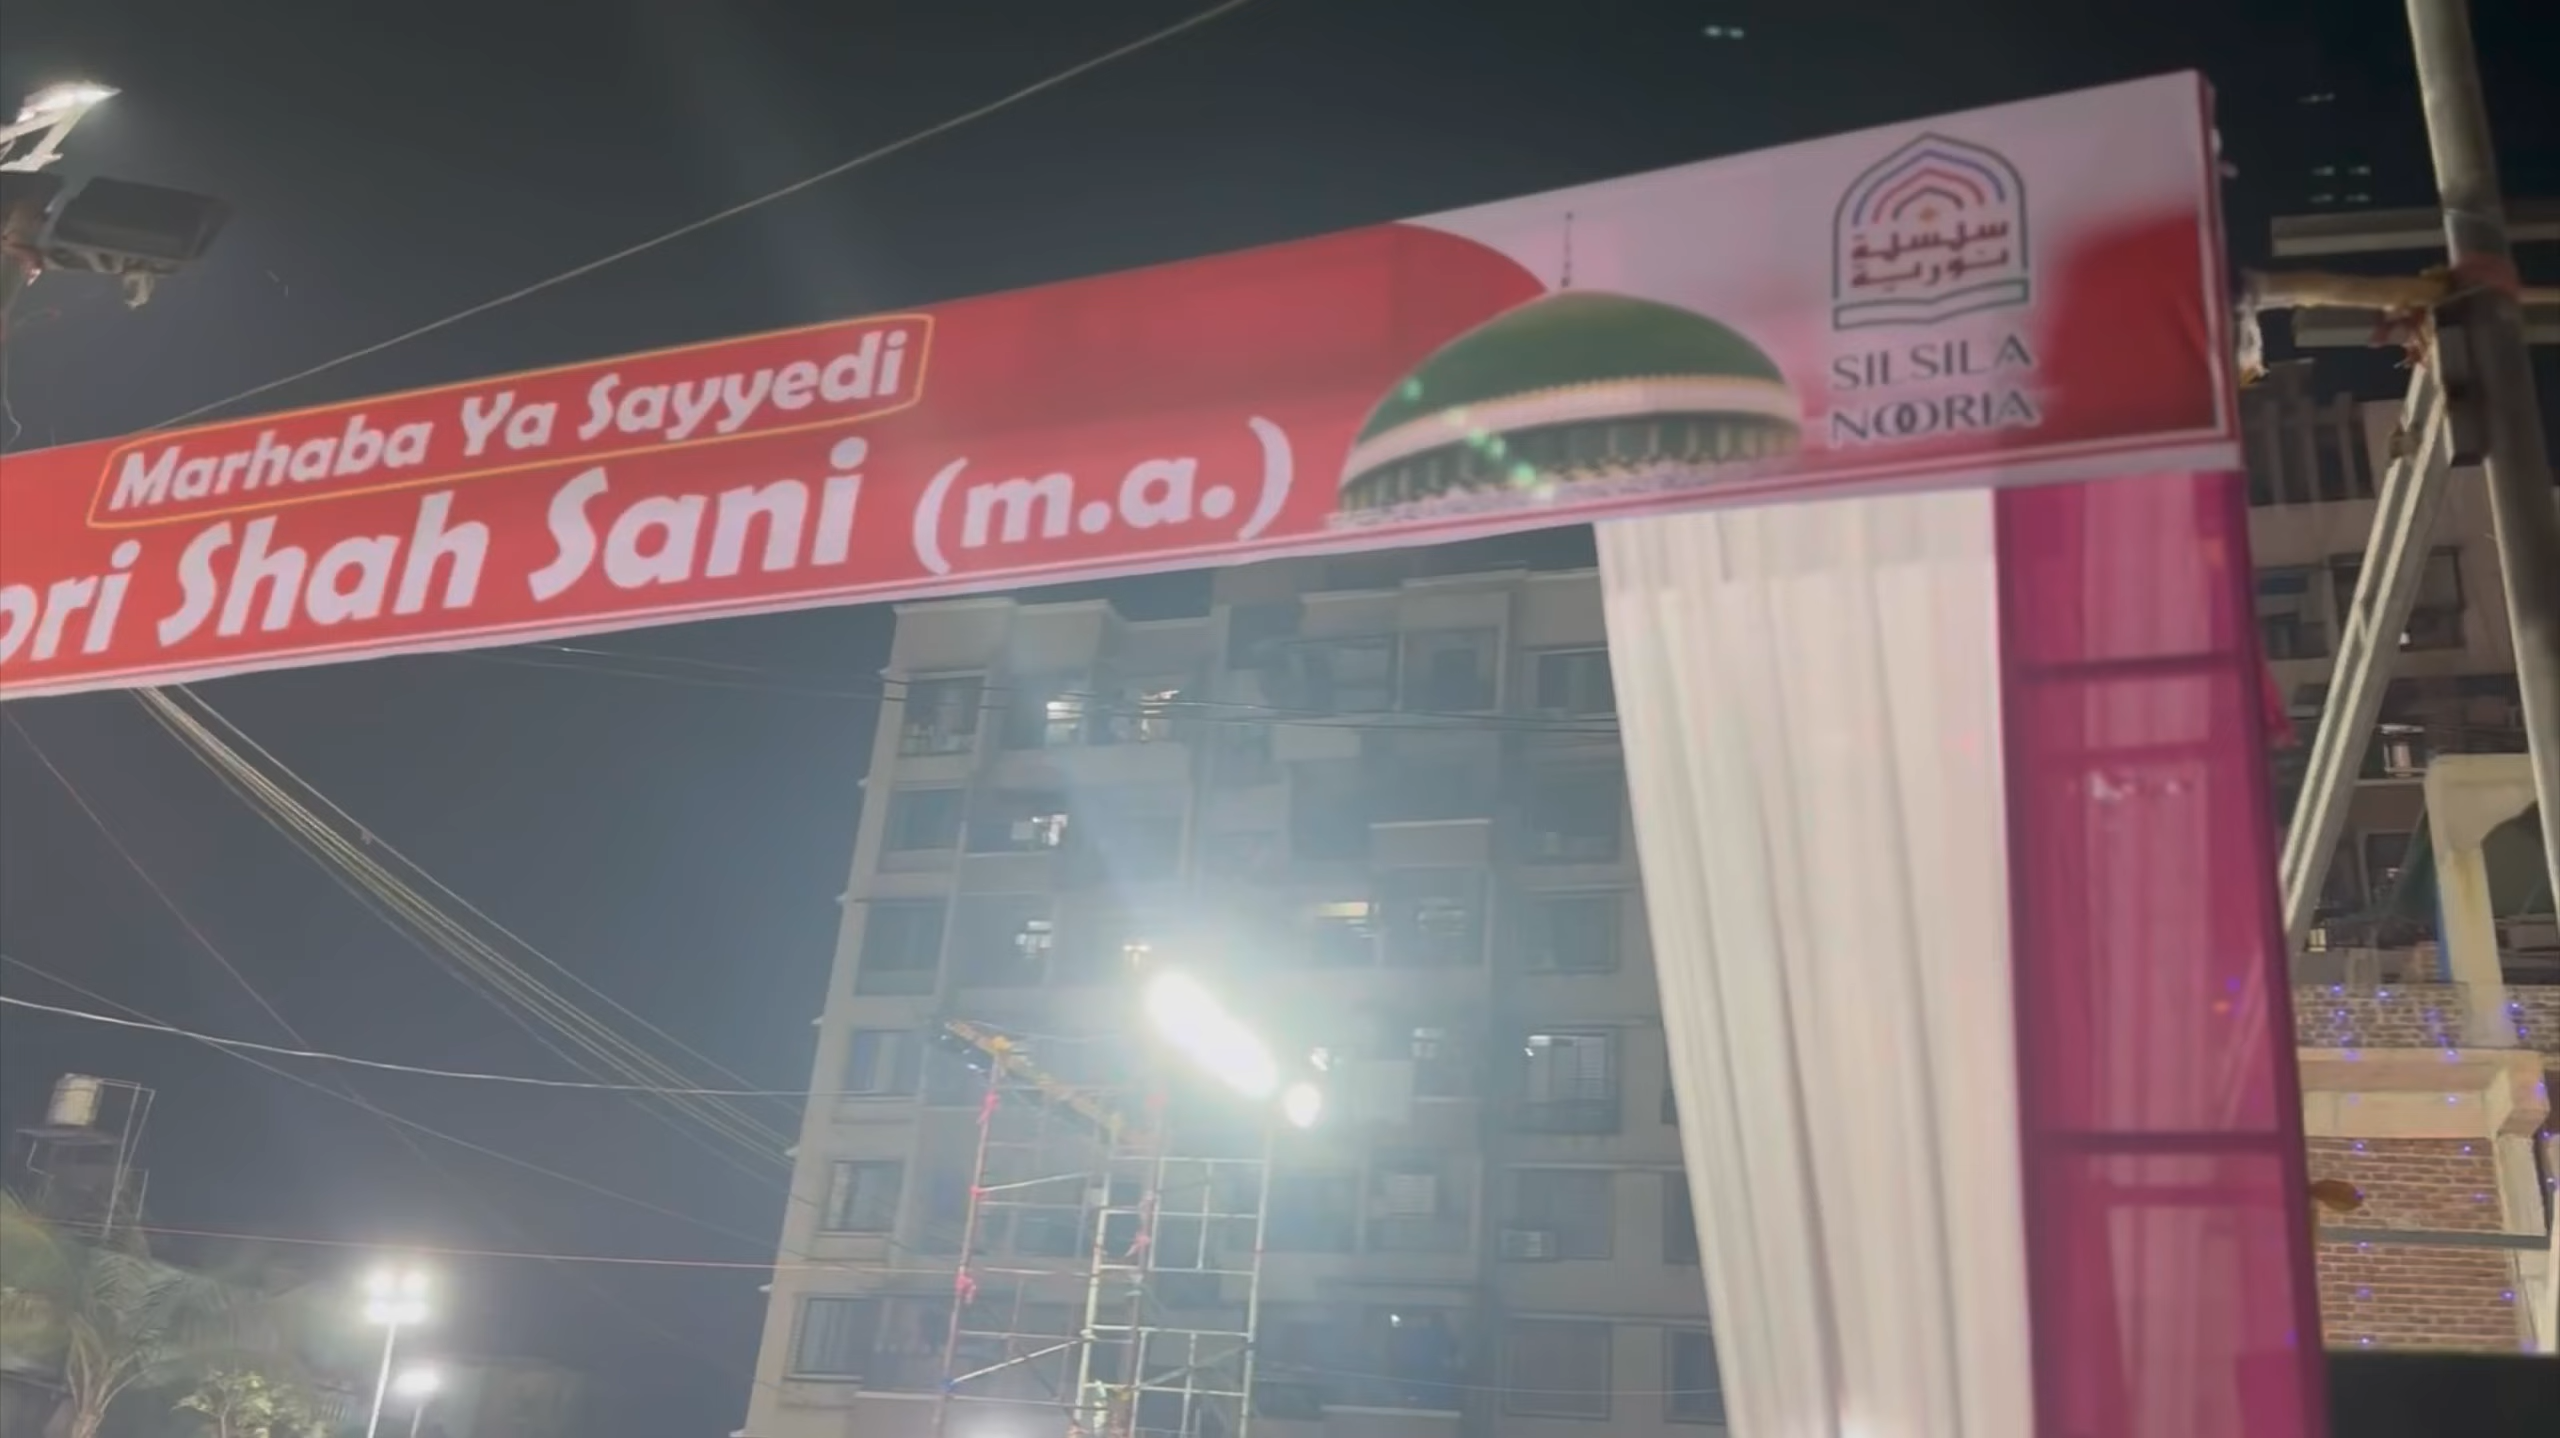 Marhaba Ya Sayyedi
ori Shah Sani (m.a.)
سلسلة
نورية
SILSILA
NOORIA